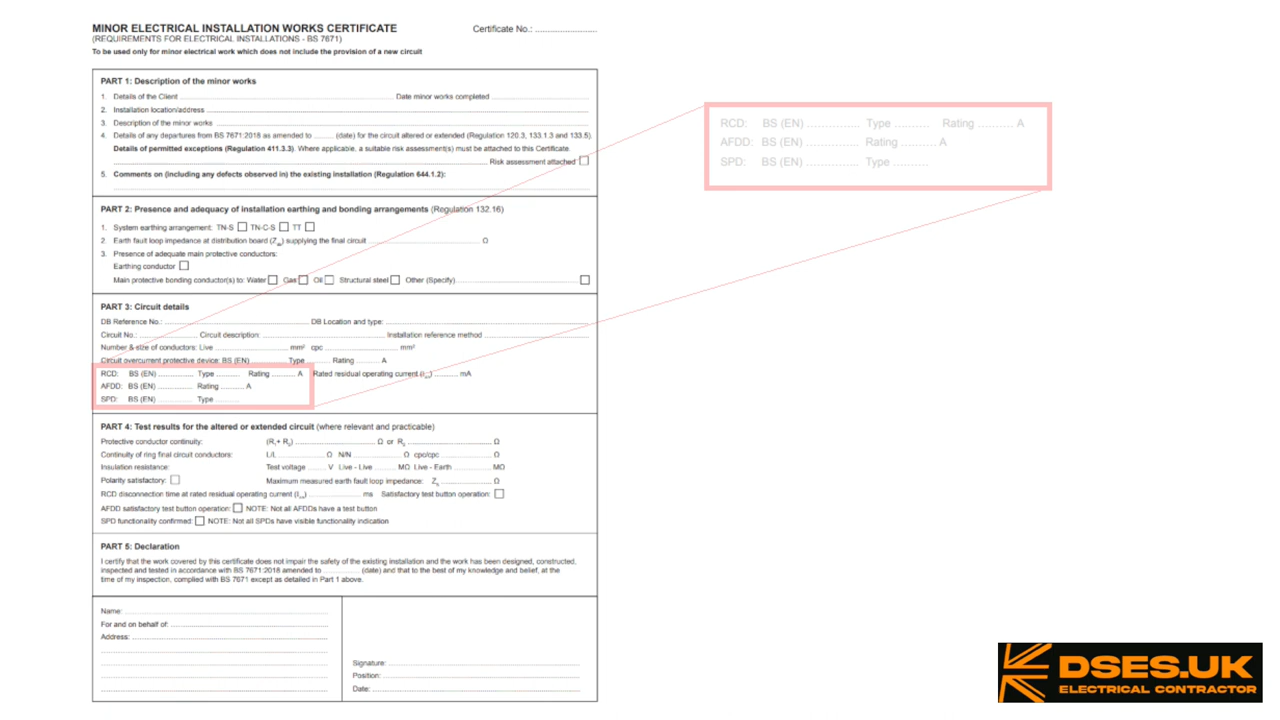 MINOR ELECTRICAL INSTALLATION WORKS CERTIFICATE
Certificate No.: ..........................
(REQUIREMENTS FOR ELECTRICAL INSTALLATIONS - BS 7671)
To be used only for minor electrical work which does not include the provision of a new circuit
PART 1: Description of the minor works
1. Details of the Client .......................... Date minor works completed ..........................
2. Installation location/address ..........................
3. Description of the minor works ..........................
4. Details of any departures from BS 7671:2018 as amended to .......... (date) for the circuit altered or extended (Regulation 120.3, 133.1.3 and 133.5).
Details of permitted exceptions (Regulation 411.3.3). Where applicable, a suitable risk assessment(s) must be attached to this Certificate.
.......................... Risk assessment attached
5. Comments on (including any defects observed in) the existing installation (Regulation 644.1.2):
PART 2: Presence and adequacy of installation earthing and bonding arrangements (Regulation 132.16)
1. System earthing arrangement: TN-S TN-C-S TT
2. Earth fault loop impedance at distribution board (Zdb) supplying the final circuit .......................... Ω
3. Presence of adequate main protective conductors:
Earthing conductor
Main protective bonding conductor(s) to: Water Gas Oil Structural steel Other (Specify)..........................
PART 3: Circuit details
DB Reference No.: .......................... DB Location and type: ..........................
Circuit No.: .................... Circuit description: .......................... Installation reference method ..........................
Number & size of conductors: Live .......................... mm² cpc .......................... mm²
Circuit overcurrent protective device: BS (EN) ............ Type ........ Rating ........ A
RCD: BS (EN) .............. Type ......... Rating ......... A Rated residual operating current (IΔn) ......... mA
AFDD: BS (EN) .............. Rating ......... A
SPD: BS (EN) .............. Type .........
PART 4: Test results for the altered or extended circuit (where relevant and practicable)
Protective conductor continuity: (R1+ R2) .......................... Ω or R2 .......................... Ω
Continuity of ring final circuit conductors: L/L .................... Ω N/N .................... Ω cpc/cpc .................... Ω
Insulation resistance: Test voltage ........ V Live - Live ........ MΩ Live - Earth .............. MΩ
Polarity satisfactory: Maximum measured earth fault loop impedance: Zs .................... Ω
RCD disconnection time at rated residual operating current (IΔn) .................... ms Satisfactory test button operation:
AFDD satisfactory test button operation: NOTE: Not all AFDDs have a test button
SPD functionality confirmed: NOTE: Not all SPDs have visible functionality indication
PART 5: Declaration
I certify that the work covered by this certificate does not impair the safety of the existing installation and the work has been designed, constructed,
inspected and tested in accordance with BS 7671:2018 amended to .............. (date) and that to the best of my knowledge and belief, at the
time of my inspection, complied with BS 7671 except as detailed in Part 1 above.
Name: ..........................
For and on behalf of: ..........................
Address: ..........................
Signature: ..........................
Position: ..........................
Date: ..........................
RCD: BS (EN) .............. Type .......... Rating .......... A
AFDD: BS (EN) .............. Rating .......... A
SPD: BS (EN) .............. Type ..........
DSES.UK
ELECTRICAL CONTRACTOR